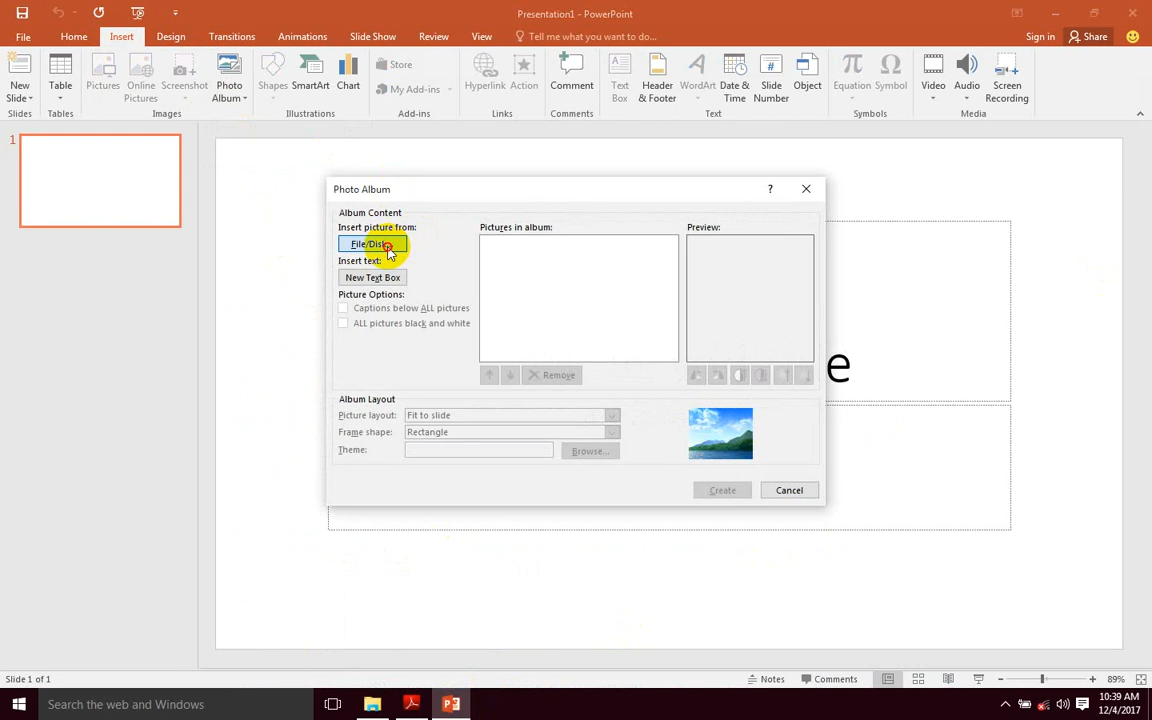 Presentation1 - PowerPoint
File Home Insert Design Transitions Animations Slide Show Review View Tell me what you want to do... Sign in Share
New Slide Table Pictures Online Pictures Screenshot Photo Album Shapes SmartArt Chart Store My Add-ins Hyperlink Action Comment Text Box Header & Footer WordArt Date & Time Slide Number Object Equation Symbol Video Audio Screen Recording
Slides Tables Images Illustrations Add-ins Links Comments Text Symbols Media
1
Photo Album ?
Album Content
Insert picture from: Pictures in album: Preview:
File/Disk...
Insert text:
New Text Box
Picture Options:
Captions below ALL pictures
ALL pictures black and white
e
Remove
Album Layout
Picture layout: Fit to slide
Frame shape: Rectangle
Theme: Browse...
Create Cancel
Slide 1 of 1 Notes Comments 89%
Search the web and Windows
10:39 AM
12/4/2017